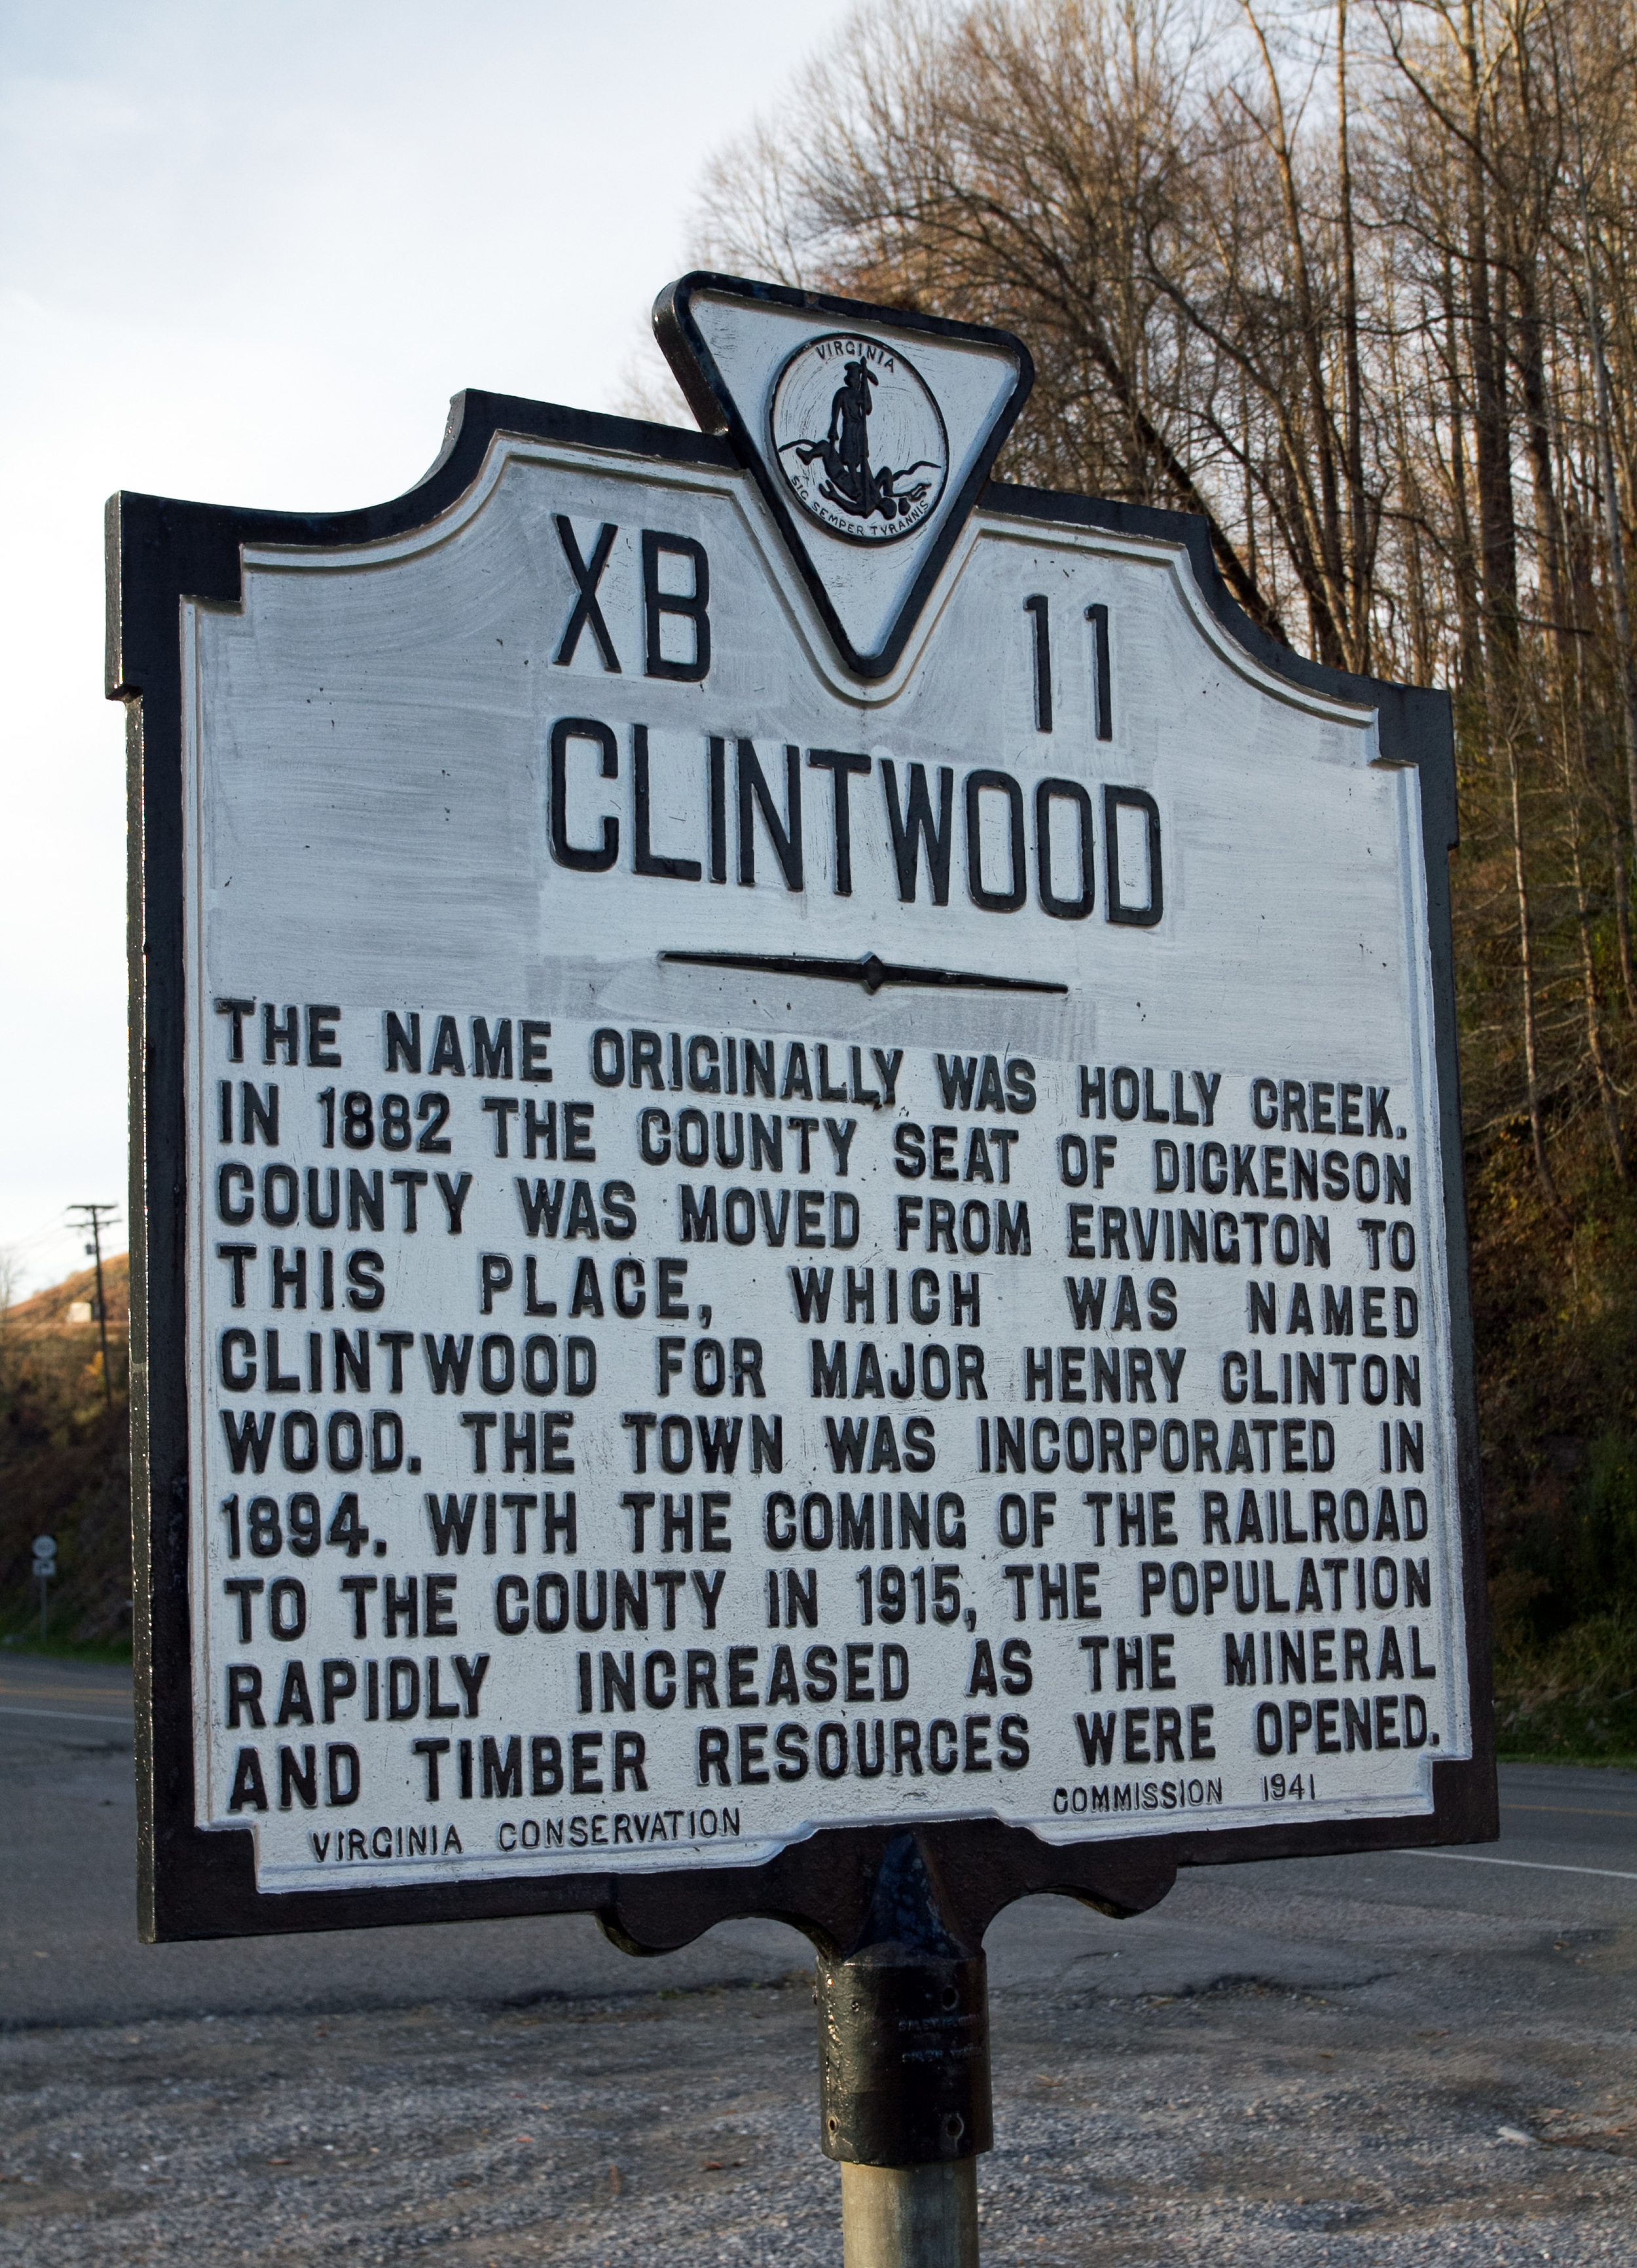 VIRGINIA
SIC SEMPER TYRANNIS
XB 11
CLINTWOOD
THE NAME ORIGINALLY WAS HOLLY CREEK.
IN 1882 THE COUNTY SEAT OF DICKENSON
COUNTY WAS MOVED FROM ERVINGTON TO
THIS PLACE, WHICH WAS NAMED
CLINTWOOD FOR MAJOR HENRY CLINTON
WOOD. THE TOWN WAS INCORPORATED IN
1894. WITH THE COMING OF THE RAILROAD
TO THE COUNTY IN 1915, THE POPULATION
RAPIDLY INCREASED AS THE MINERAL
AND TIMBER RESOURCES WERE OPENED.
VIRGINIA CONSERVATION COMMISSION 1941